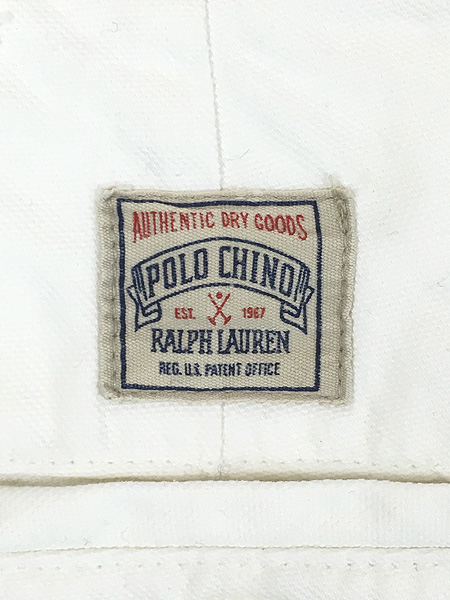 AUTHENTIC DRY GOODS
POLO CHINO
EST. 1967
RALPH LAUREN
REG. U.S. PATENT OFFICE